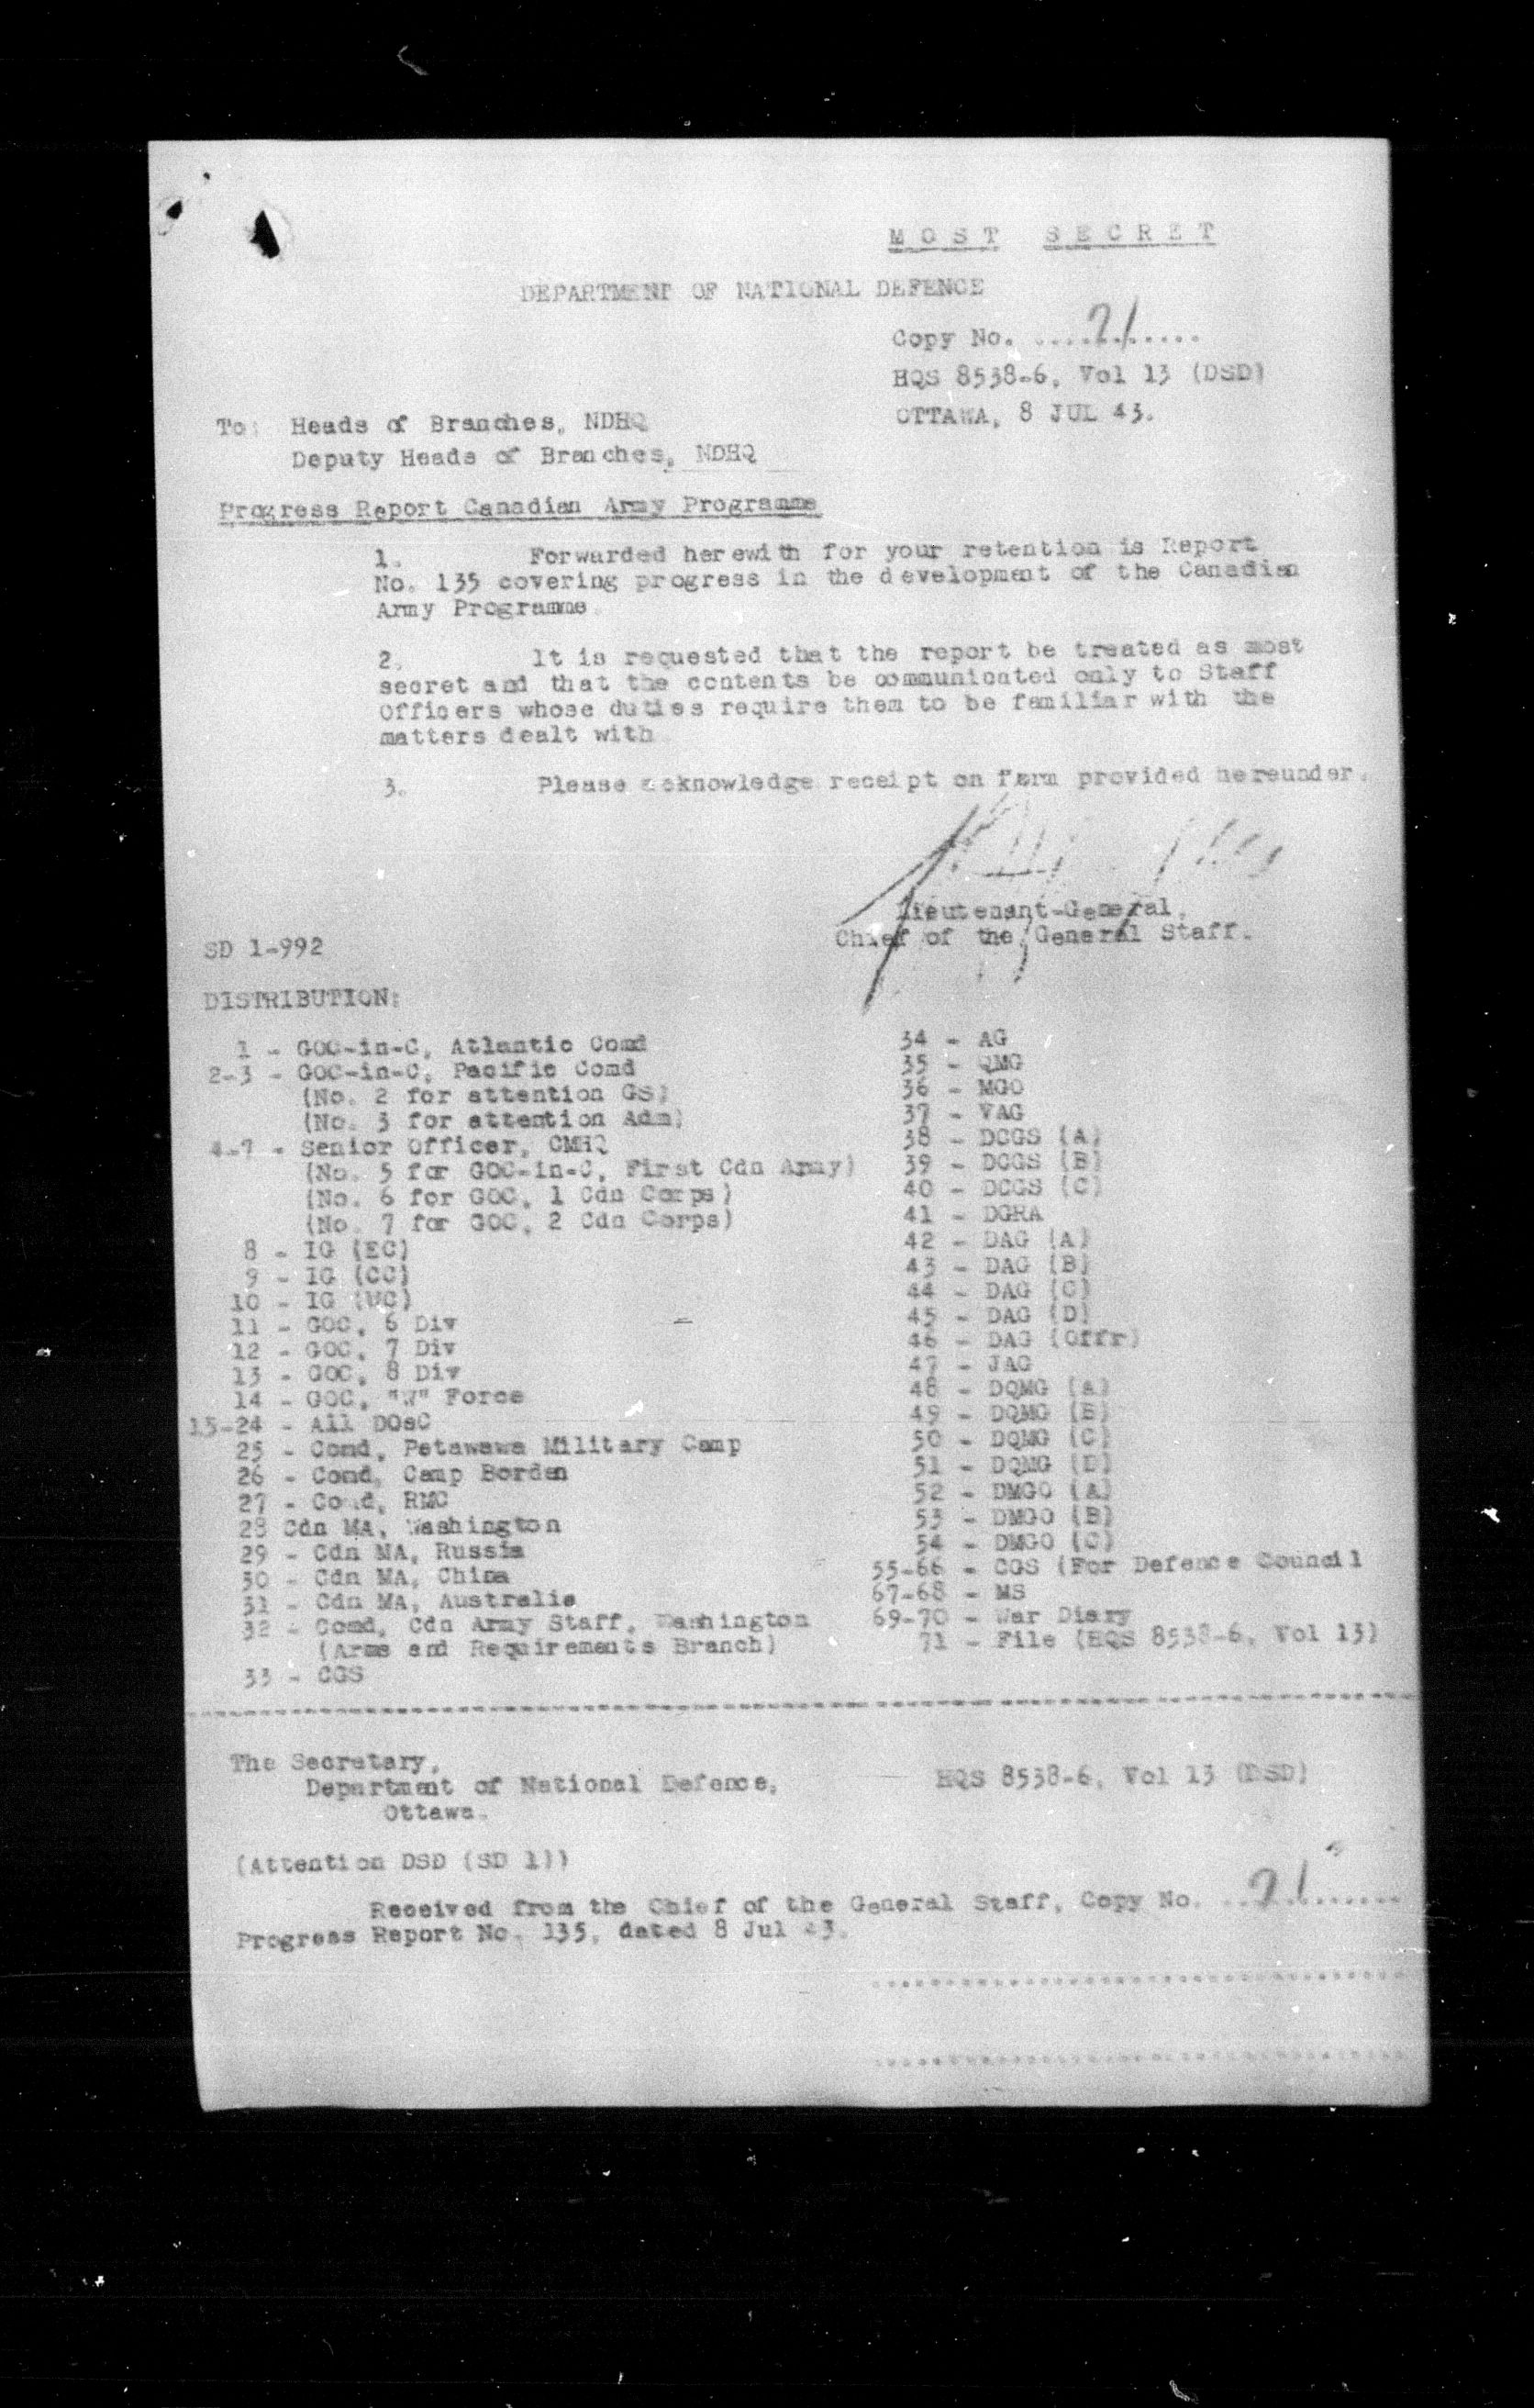 MOST SECRET
DEPARTMENT OF NATIONAL DEFENCE
Copy No. ....71.....
HQS 8538-6, Vol 13 (DSD)
OTTAWA, 8 JUL 43.
To: Heads of Branches, NDHQ
Deputy Heads of Branches, NDHQ
Progress Report Canadian Army Programme
1. Forwarded herewith for your retention is Report
No. 135 covering progress in the development of the Canadian
Army Programme.
2. It is requested that the report be treated as most
secret and that the contents be communicated only to Staff
Officers whose duties require them to be familiar with the
matters dealt with
3. Please acknowledge receipt on form provided hereunder.
Lieutenant-General,
Chief of the General Staff.
SD 1-992
DISTRIBUTION:
1 - GOC-in-C, Atlantic Comd
2-3 - GOC-in-C, Pacific Comd
(No. 2 for attention GS)
(No. 3 for attention Adm)
4-7 - Senior Officer, CMHQ
(No. 5 for GOC-in-C, First Cdn Army)
(No. 6 for GOC, 1 Cdn Corps)
(No. 7 for GOC, 2 Cdn Corps)
8 - IG (EC)
9 - IG (CC)
10 - IG (WC)
11 - GOC, 6 Div
12 - GOC, 7 Div
13 - GOC, 8 Div
14 - GOC, "W" Force
15-24 - All DOsC
25 - Comd, Petawawa Military Camp
26 - Comd, Camp Borden
27 - Comd, RMC
28 Cdn MA, Washington
29 - Cdn MA, Russia
30 - Cdn MA, China
31 - Cdn MA, Australia
32 - Comd, Cdn Army Staff, Washington
(Arms and Requirements Branch)
33 - CGS
34 - AG
35 - QMG
36 - MGO
37 - VAG
38 - DCGS (A)
39 - DCGS (B)
40 - DCGS (C)
41 - DGRA
42 - DAG (A)
43 - DAG (B)
44 - DAG (C)
45 - DAG (D)
46 - DAG (Offr)
47 - JAG
48 - DQMG (A)
49 - DQMG (B)
50 - DQMG (C)
51 - DQMG (D)
52 - DMGO (A)
53 - DMGO (B)
54 - DMGO (C)
55-66 - CGS (For Defence Council
67-68 - MS
69-70 - War Diary
71 - File (HQS 8538-6, Vol 13)
The Secretary,
Department of National Defence,
Ottawa.
HQS 8538-6, Vol 13 (DSD)
(Attention DSD (SD 1))
Received from the Chief of the General Staff, Copy No. ..71.......
Progress Report No. 135, dated 8 Jul 43.